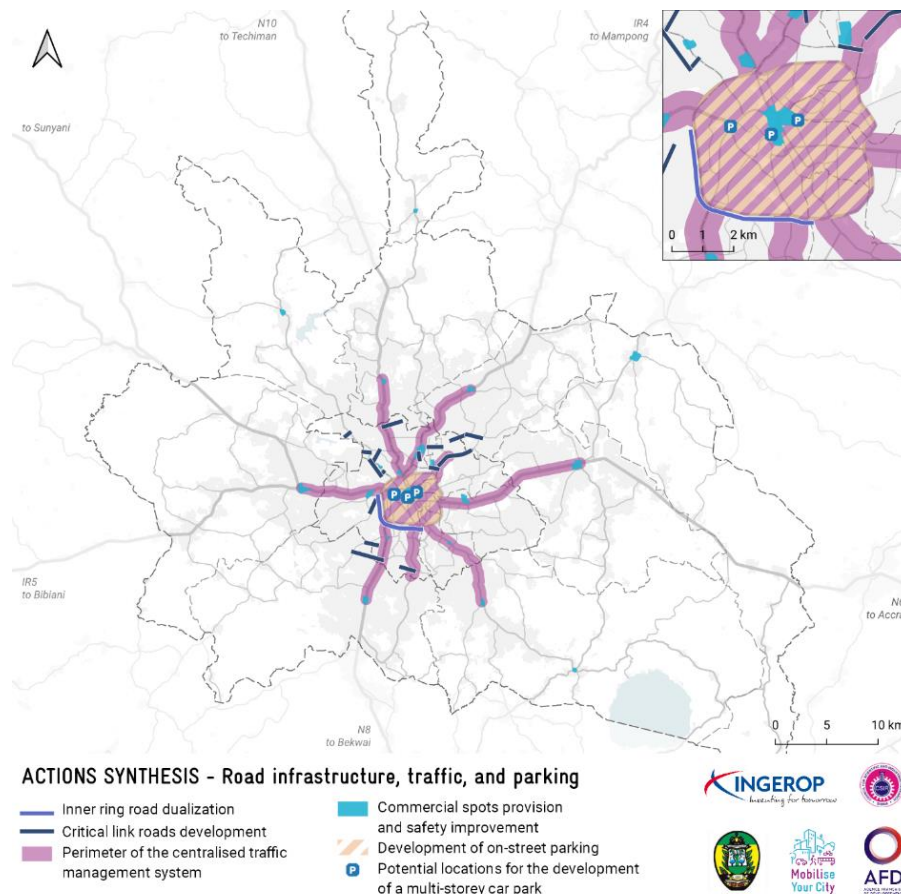 N10
to Techiman
IR4
to Mampong
to Sunyani
P
P
P
0 1 2 km
P
P
P
IR5
to Bibiani
N6
to Accra
N8
to Bekwai
0 5 10 km
ACTIONS SYNTHESIS - Road infrastructure, traffic, and parking
Inner ring road dualization
Critical link roads development
Perimeter of the centralised traffic
management system
Commercial spots provision
and safety improvement
Development of on-street parking
P Potential locations for the development
of a multi-storey car park
INGEROP
Inventing for tomorrow
CSIR
Mobilise
Your City
AFD